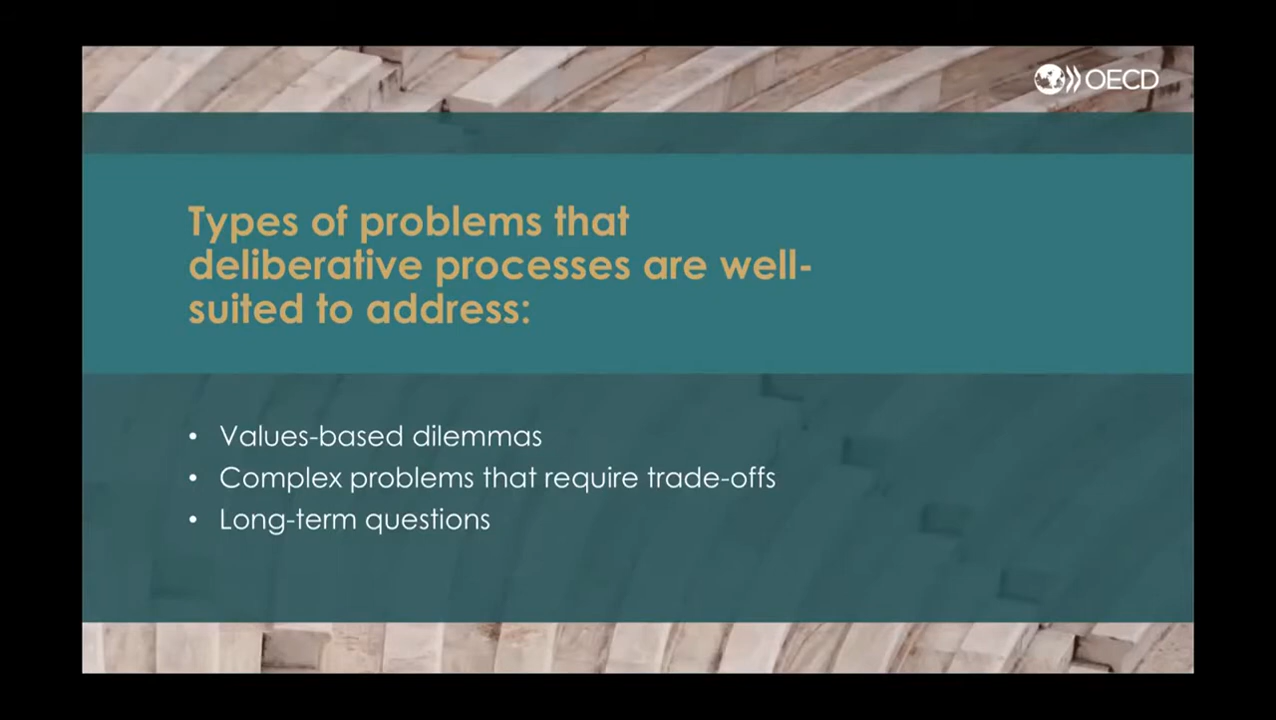 OECD
Types of problems that
deliberative processes are well-
suited to address:
• Values-based dilemmas
• Complex problems that require trade-offs
• Long-term questions